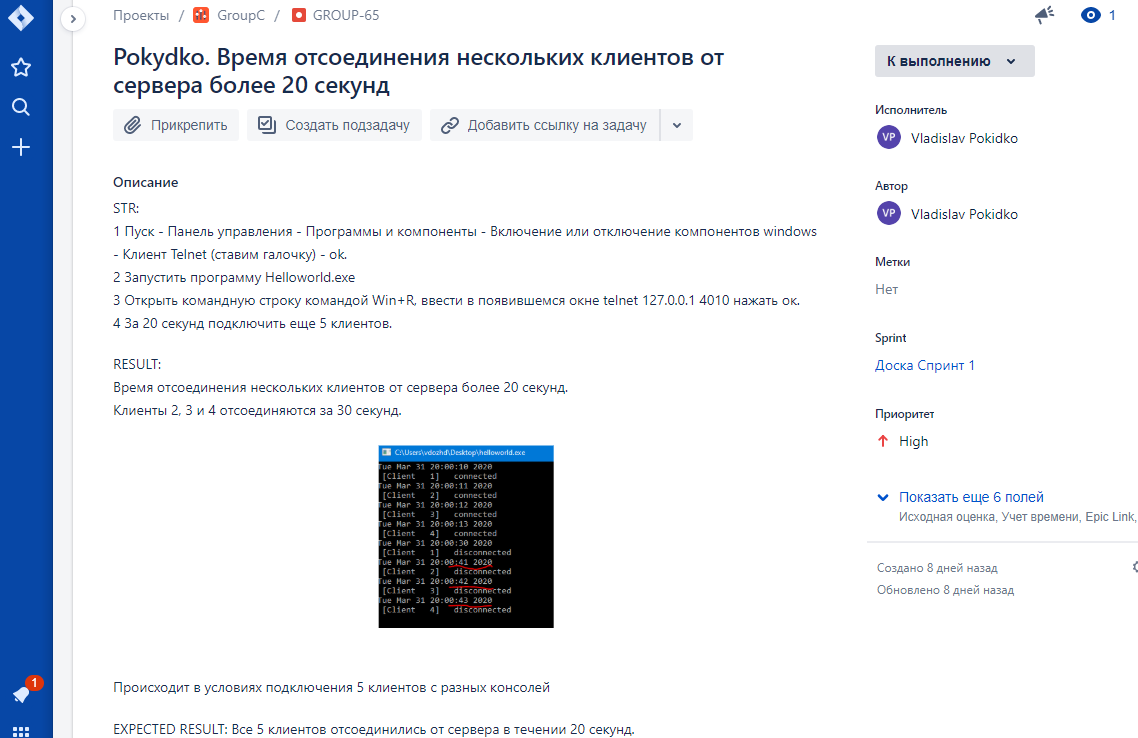 Проекты / GroupC / GROUP-65
1
Pokydko. Время отсоединения нескольких клиентов от
сервера более 20 секунд
Прикрепить
Создать подзадачу
Добавить ссылку на задачу
Описание
STR:
1 Пуск - Панель управления - Программы и компоненты - Включение или отключение компонентов windows
- Клиент Telnet (ставим галочку) - ok.
2 Запустить программу Helloworld.exe
3 Открыть командную строку командой Win+R, ввести в появившемся окне telnet 127.0.0.1 4010 нажать ок.
4 За 20 секунд подключить еще 5 клиентов.
RESULT:
Время отсоединения нескольких клиентов от сервера более 20 секунд.
Клиенты 2, 3 и 4 отсоединяются за 30 секунд.
C:\Users\vdozhd\Desktop\helloworld.exe
Tue Mar 31 20:00:10 2020
[Client 1] connected
Tue Mar 31 20:00:11 2020
[Client 2] connected
Tue Mar 31 20:00:12 2020
[Client 3] connected
Tue Mar 31 20:00:13 2020
[Client 4] connected
Tue Mar 31 20:00:30 2020
[Client 1] disconnected
Tue Mar 31 20:00:41 2020
[Client 2] disconnected
Tue Mar 31 20:00:42 2020
[Client 3] disconnected
Tue Mar 31 20:00:43 2020
[Client 4] disconnected
Происходит в условиях подключения 5 клиентов с разных консолей
EXPECTED RESULT: Все 5 клиентов отсоединились от сервера в течении 20 секунд.
К выполнению
Исполнитель
VP Vladislav Pokidko
Автор
VP Vladislav Pokidko
Метки
Нет
Sprint
Доска Спринт 1
Приоритет
High
Показать еще 6 полей
Исходная оценка, Учет времени, Epic Link,
Создано 8 дней назад
Обновлено 8 дней назад
1